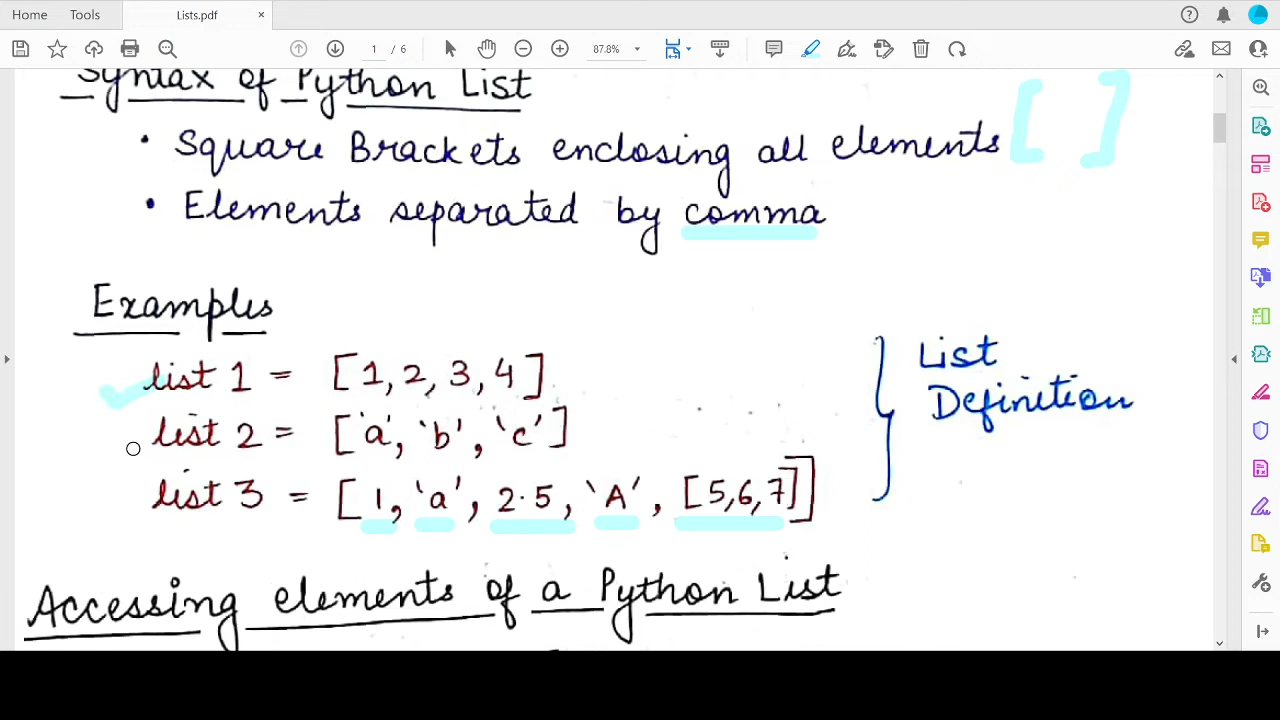 Home Tools Lists.pdf ×
1 / 6 87.8%
Syntax of Python List
• Square Brackets enclosing all elements [ ]
• Elements separated by comma
Examples
list 1 = [1, 2, 3, 4]
list 2 = ['a', 'b', 'c']
list 3 = [1, 'a', 2.5, 'A', [5,6,7]]
List
Definition
Accessing elements of a Python List